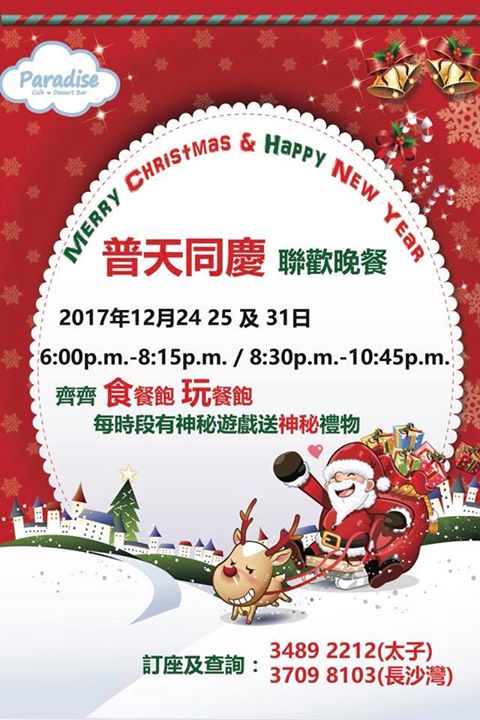 Paradise
Cafe & Dessert Bar
MERRY CHRISTMAS & HAPPY NEW YEAR
普天同慶 聯歡晚餐
2017年12月24 25 及 31日
6:00p.m.-8:15p.m. / 8:30p.m.-10:45p.m.
齊齊 食餐飽 玩餐飽
每時段有神秘遊戲送神秘禮物
訂座及查詢：
3489 2212(太子)
3709 8103(長沙灣)